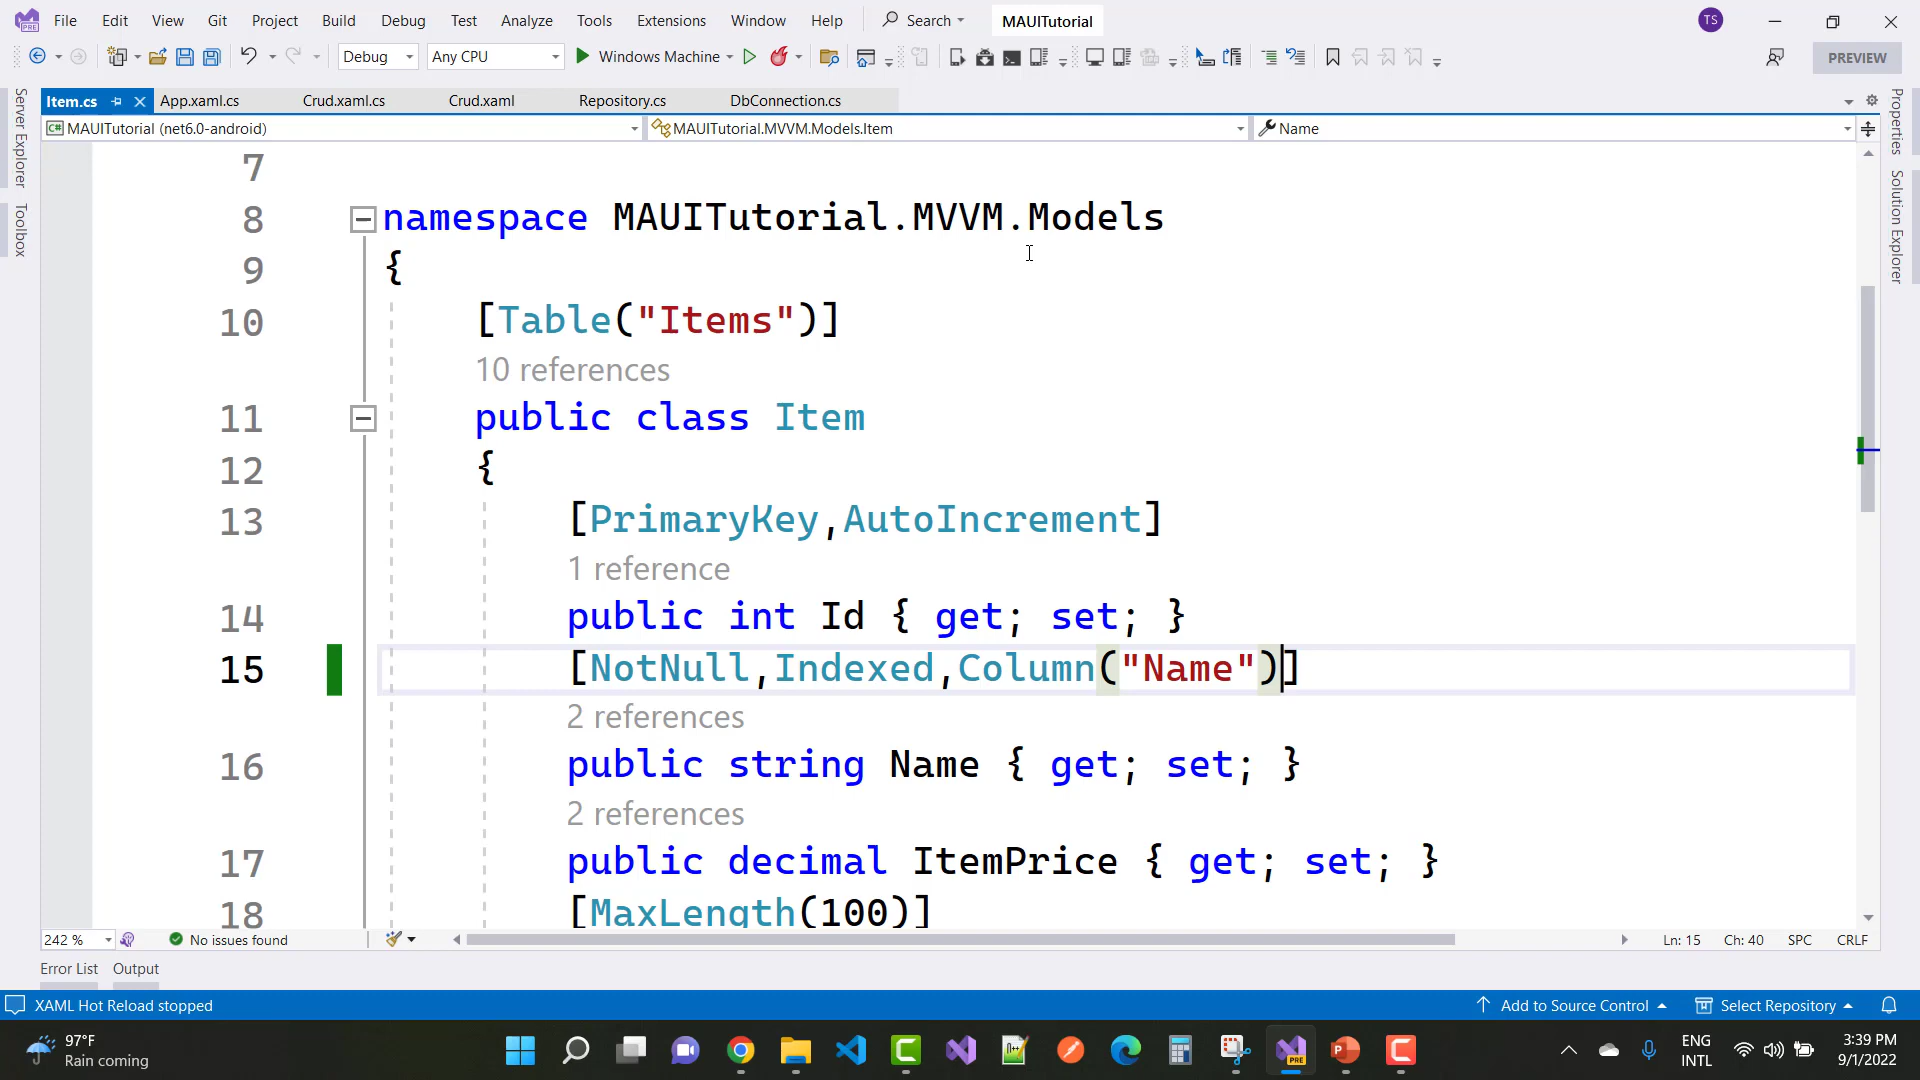 File Edit View Git Project Build Debug Test Analyze Tools Extensions Window Help Search MAUITutorial TS
Debug Any CPU Windows Machine PREVIEW
Item.cs App.xaml.cs Crud.xaml.cs Crud.xaml Repository.cs DbConnection.cs
MAUITutorial (net6.0-android) MAUITutorial.MVVM.Models.Item Name
Server Explorer
Toolbox
Properties
Solution Explorer
7
8 namespace MAUITutorial.MVVM.Models
9 {
10 [Table("Items")]
10 references
11 public class Item
12 {
13 [PrimaryKey,AutoIncrement]
1 reference
14 public int Id { get; set; }
15 [NotNull,Indexed,Column("Name")]
2 references
16 public string Name { get; set; }
2 references
17 public decimal ItemPrice { get; set; }
18 [MaxLength(100)]
242 % No issues found Ln: 15 Ch: 40 SPC CRLF
Error List Output
XAML Hot Reload stopped Add to Source Control Select Repository
97°F
Rain coming
PRE
ENG
INTL
3:39 PM
9/1/2022